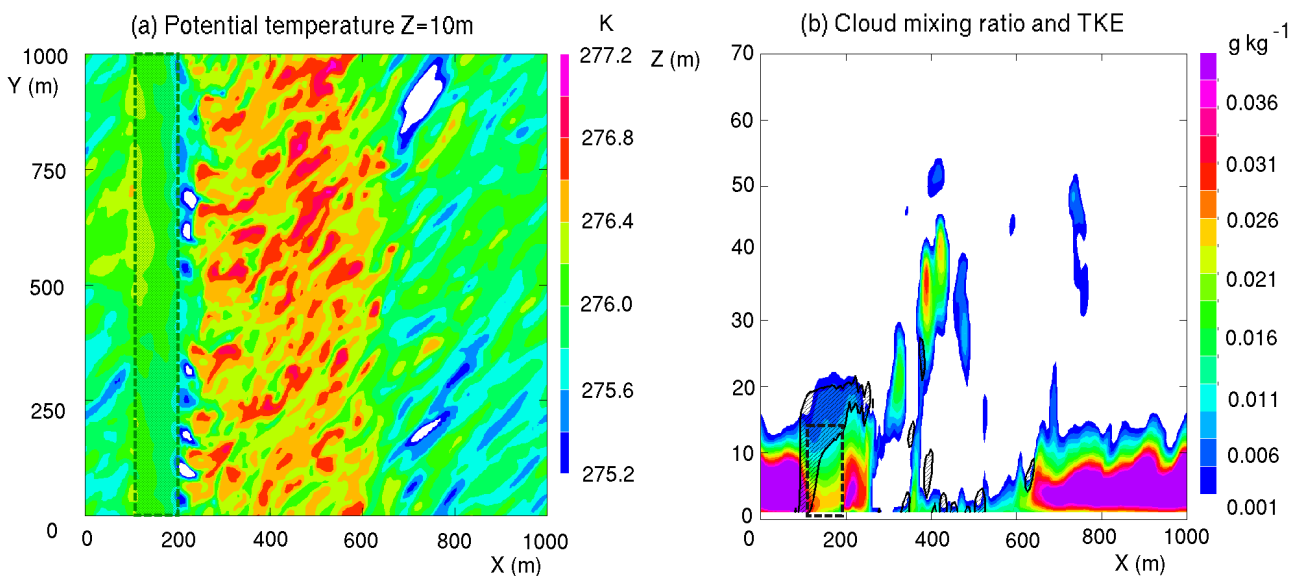 (a) Potential temperature Z=10m
K
1000
Y (m)
750
500
250
0
0 200 400 600 800 1000
X (m)
277.2
276.8
276.4
276.0
275.6
275.2
(b) Cloud mixing ratio and TKE
g kg⁻¹
Z (m)
70
60
50
40
30
20
10
0
0 200 400 600 800 1000
X (m)
0.036
0.031
0.026
0.021
0.016
0.011
0.006
0.001